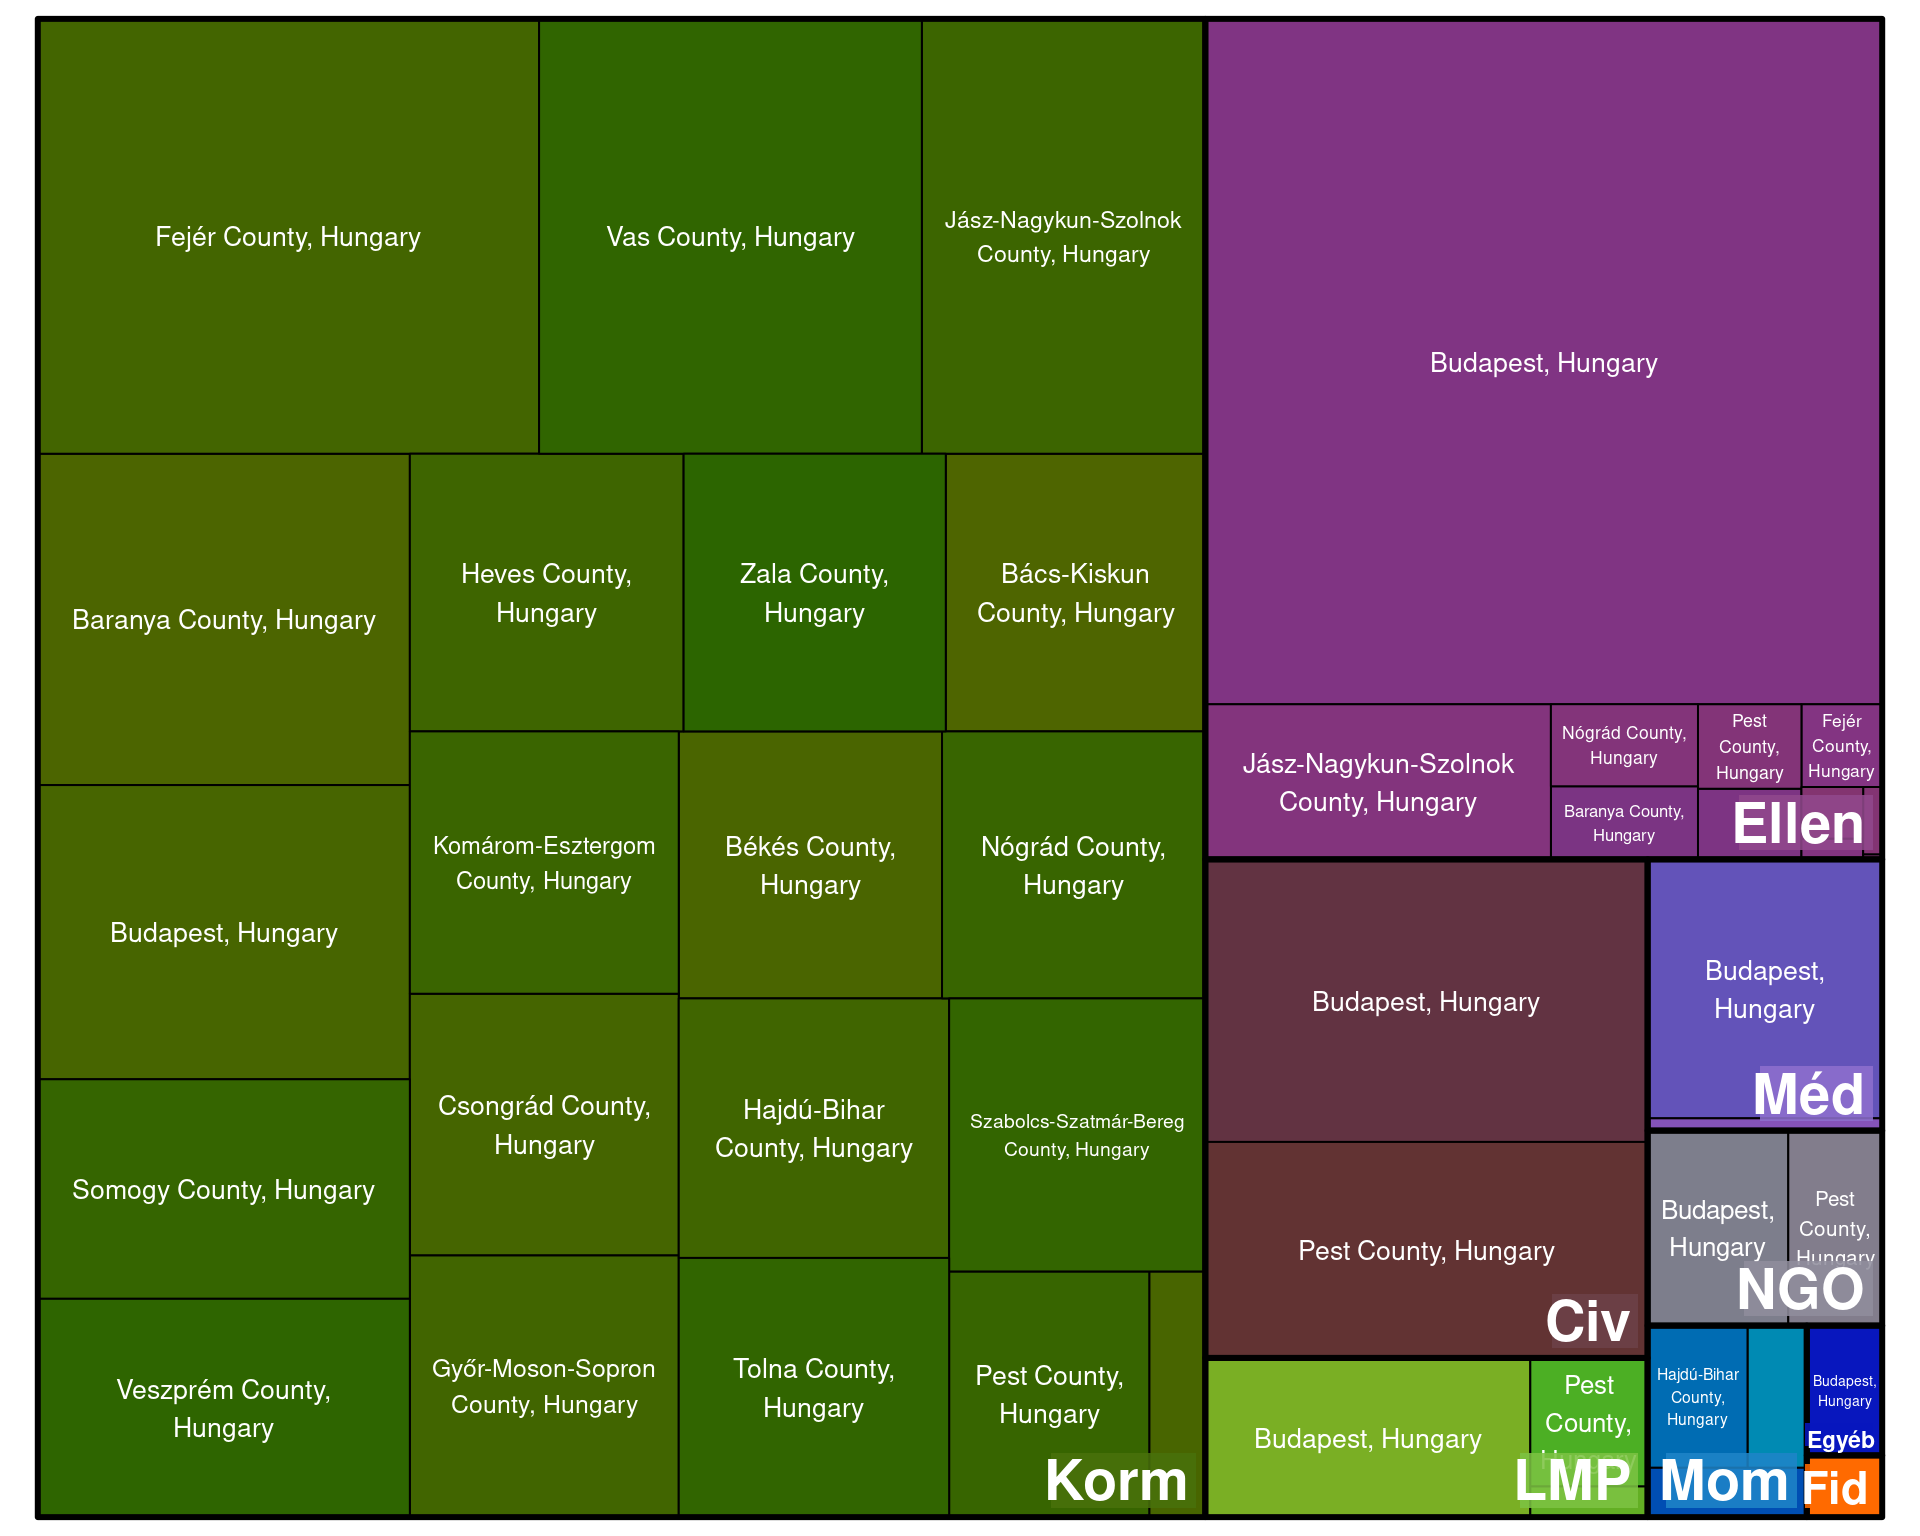 Fejér County, Hungary
Vas County, Hungary
Jász-Nagykun-Szolnok
County, Hungary
Baranya County, Hungary
Heves County,
Hungary
Zala County,
Hungary
Bács-Kiskun
County, Hungary
Budapest, Hungary
Komárom-Esztergom
County, Hungary
Békés County,
Hungary
Nógrád County,
Hungary
Somogy County, Hungary
Csongrád County,
Hungary
Hajdú-Bihar
County, Hungary
Szabolcs-Szatmár-Bereg
County, Hungary
Veszprém County,
Hungary
Győr-Moson-Sopron
County, Hungary
Tolna County,
Hungary
Pest County,
Hungary
Korm
Budapest, Hungary
Jász-Nagykun-Szolnok
County, Hungary
Nógrád County,
Hungary
Baranya County,
Hungary
Pest
County,
Hungary
Fejér
County,
Hungary
Ellen
Budapest, Hungary
Pest County, Hungary
Civ
Budapest,
Hungary
Méd
Budapest,
Hungary
Pest
County,
Hungary
NGO
Budapest, Hungary
Pest
County,
Hungary
LMP
Hajdú-Bihar
County,
Hungary
Mom
Budapest,
Hungary
Egyéb
Fid